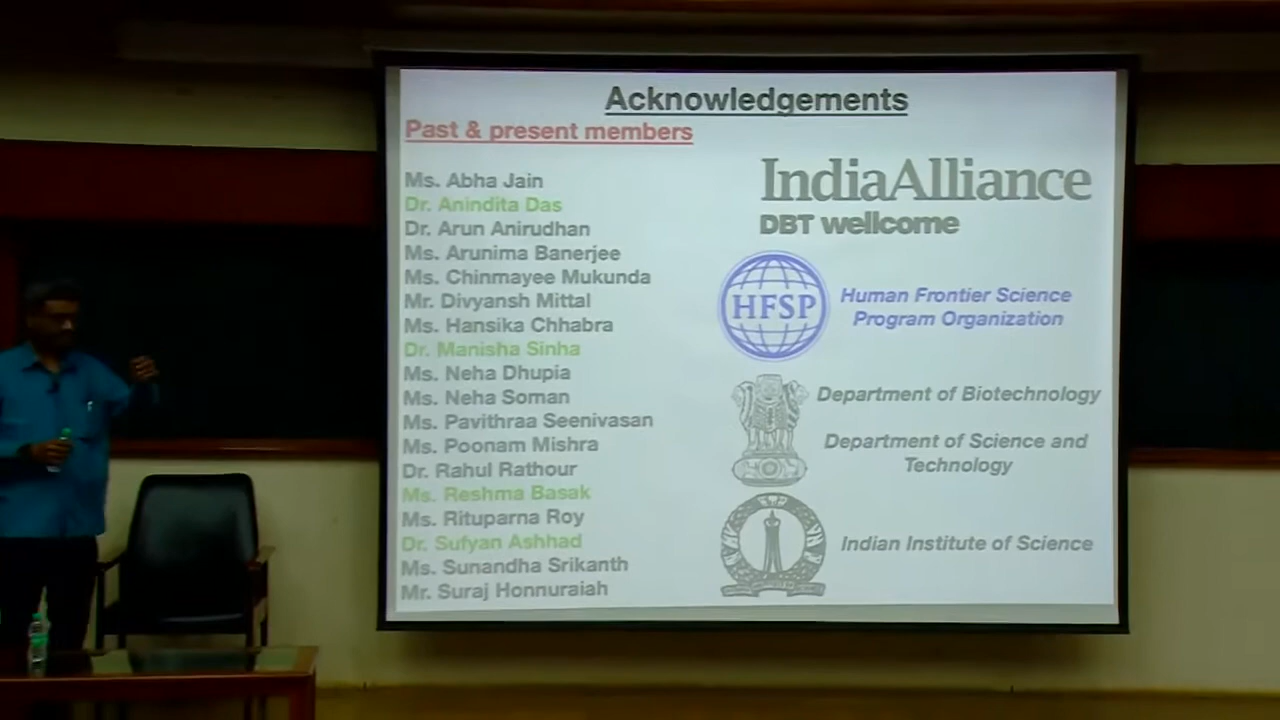 Acknowledgements
Past & present members
Ms. Abha Jain
Dr. Anindita Das
Dr. Arun Anirudhan
Ms. Arunima Banerjee
Ms. Chinmayee Mukunda
Mr. Divyansh Mittal
Ms. Hansika Chhabra
Dr. Manisha Sinha
Ms. Neha Dhupia
Ms. Neha Soman
Ms. Pavithraa Seenivasan
Ms. Poonam Mishra
Dr. Rahul Rathour
Ms. Reshma Basak
Ms. Rituparna Roy
Dr. Sufyan Ashhad
Ms. Sunandha Srikanth
Mr. Suraj Honnuraiah
IndiaAlliance
DBT wellcome
HFSP
Human Frontier Science
Program Organization
Department of Biotechnology
Department of Science and
Technology
Indian Institute of Science